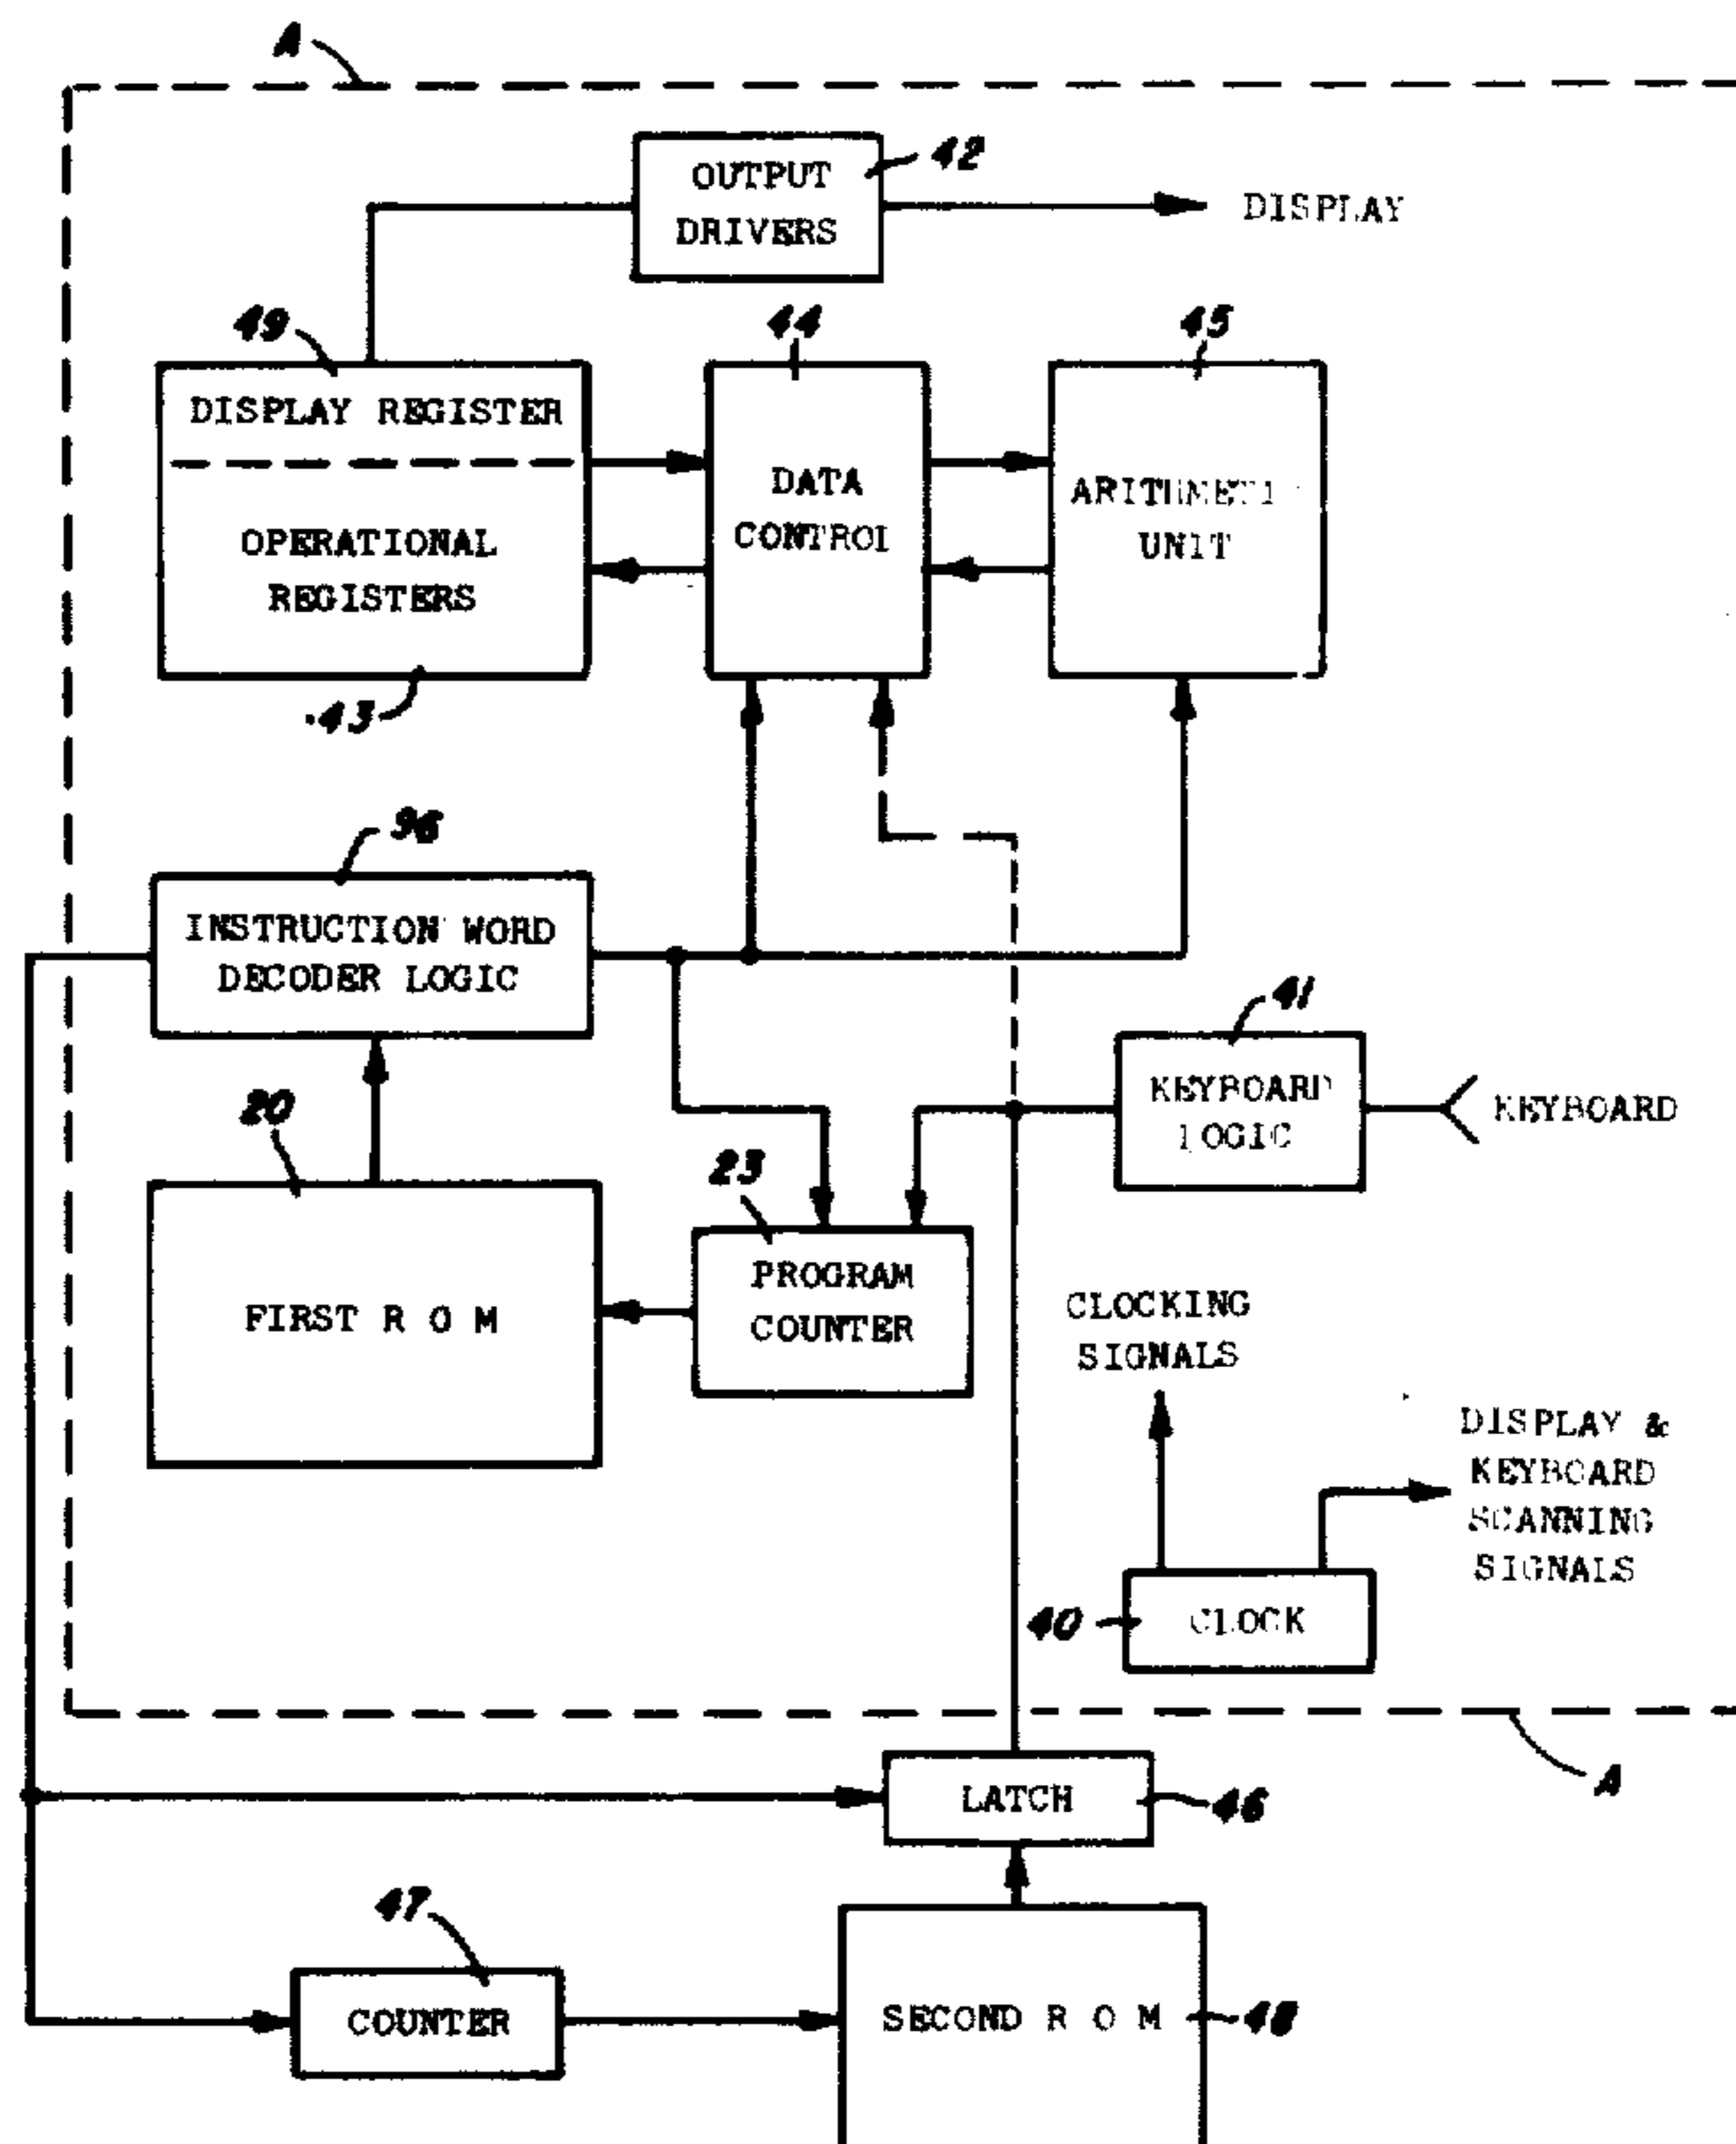 A
42
OUTPUT
DRIVERS
DISPLAY
49
44
45
DISPLAY REGISTER
OPERATIONAL
REGISTERS
DATA
CONTROL
ARITHMETI
UNIT
43
96
INSTRUCTION WORD
DECODER LOGIC
41
KEYBOARD
LOGIC
KEYBOARD
20
23
FIRST R O M
PROGRAM
COUNTER
CLOCKING
SIGNALS
DISPLAY &
KEYBOARD
SCANNING
SIGNALS
40
CLOCK
A
LATCH
46
47
COUNTER
SECOND R O M
48